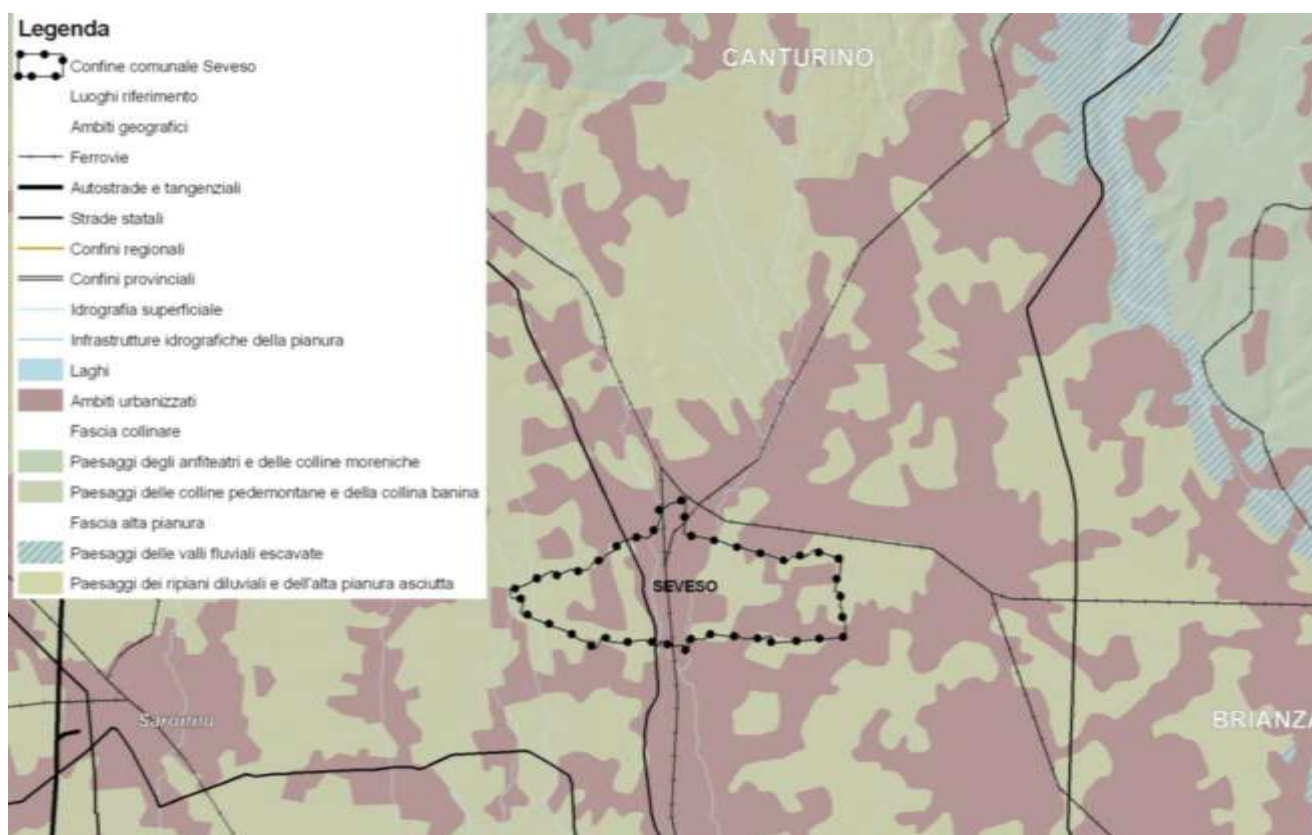 Legenda
Confine comunale Seveso
Luoghi riferimento
Ambiti geografici
Ferrovie
Autostrade e tangenziali
Strade statali
Confini regionali
Confini provinciali
Idrografia superficiale
Infrastrutture idrografiche della pianura
Laghi
Ambiti urbanizzati
Fascia collinare
Paesaggi degli anfiteatri e delle colline moreniche
Paesaggi delle colline pedemontane e della collina banina
Fascia alta pianura
Paesaggi delle valli fluviali escavate
Paesaggi dei ripiani diluviali e dell'alta pianura asciutta
CANTURINO
SEVESO
BRIANZA